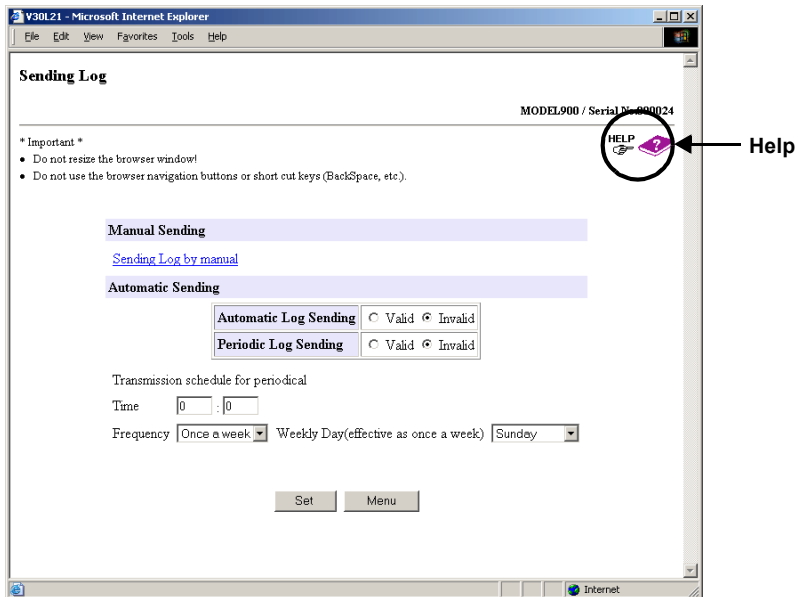 V30L21 - Microsoft Internet Explorer
File Edit View Favorites Tools Help
Sending Log
MODEL900 / Serial No:000024
* Important *
HELP ?
Help
• Do not resize the browser window!
• Do not use the browser navigation buttons or short cut keys (BackSpace, etc.).
Manual Sending
Sending Log by manual
Automatic Sending
Automatic Log Sending Valid Invalid
Periodic Log Sending Valid Invalid
Transmission schedule for periodical
Time 0 : 0
Frequency Once a week Weekly Day(effective as once a week) Sunday
Set Menu
Internet